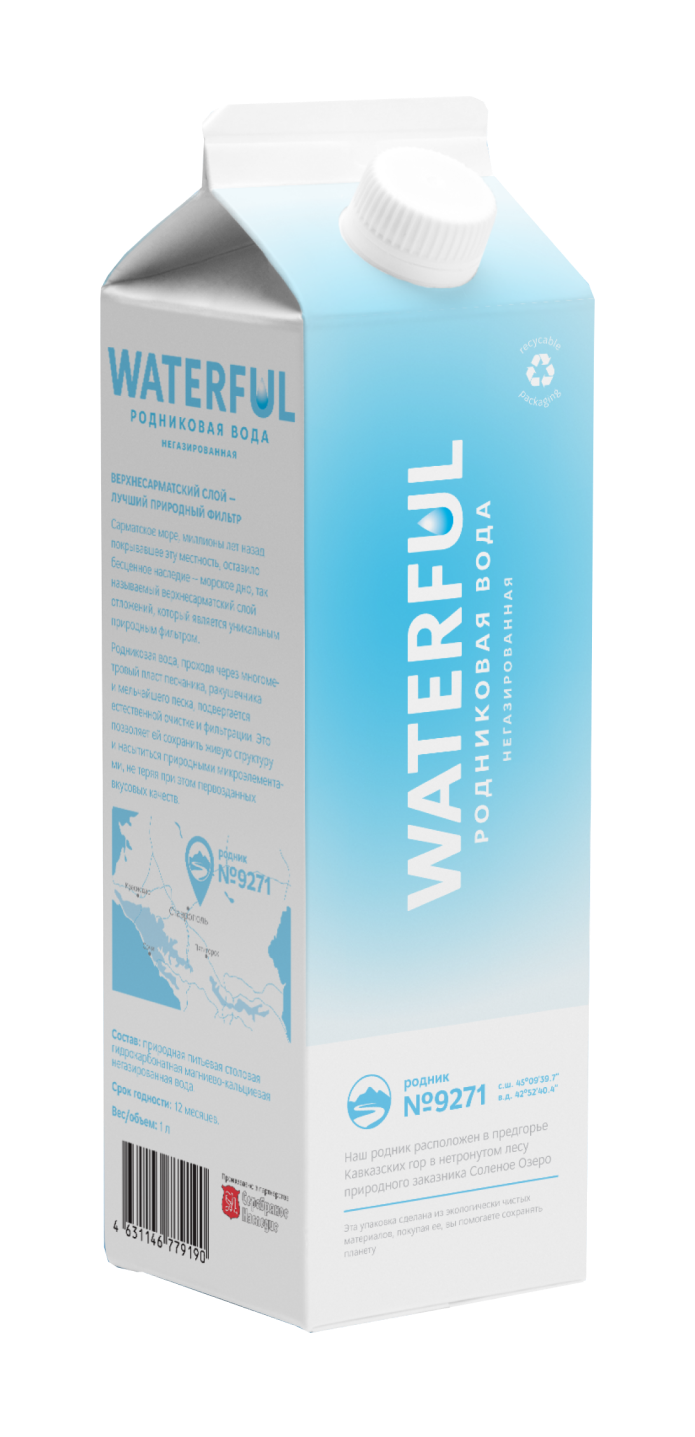 WATERFUL
РОДНИКОВАЯ ВОДА
НЕГАЗИРОВАННАЯ
ВЕРХНЕСАРМАТСКИЙ СЛОЙ –
ЛУЧШИЙ ПРИРОДНЫЙ ФИЛЬТР
Сарматское море, миллионы лет назад
покрывавшее эту местность, оставило
бесценное наследие – морское дно, так
называемый верхнесарматский слой
отложений, который является уникальным
природным фильтром.
Родниковая вода, проходя через многоме-
тровый пласт песчаника, ракушечника
и мельчайшего песка, подвергается
естественной очистке и фильтрации. Это
позволяет ей сохранить живую структуру
и насытиться природными микроэлемента-
ми, не теряя при этом первозданных
вкусовых качеств.
родник
№9271
Ставрополь
Состав: природная питьевая столовая
гидрокарбонатная магниево-кальциевая
негазированная вода
Срок годности: 12 месяцев.
Вес/объем: 1 л
4 631146 779190
recycable
packaging
WATERFUL
РОДНИКОВАЯ ВОДА
НЕГАЗИРОВАННАЯ
родник
№9271
с.ш. 45°09'39.7"
в.д. 42°52'40.4"
Наш родник расположен в предгорье
Кавказских гор в нетронутом лесу
природного заказника Соленое Озеро
Эта упаковка сделана из экологически чистых
материалов, покупая ее, вы помогаете сохранять
планету